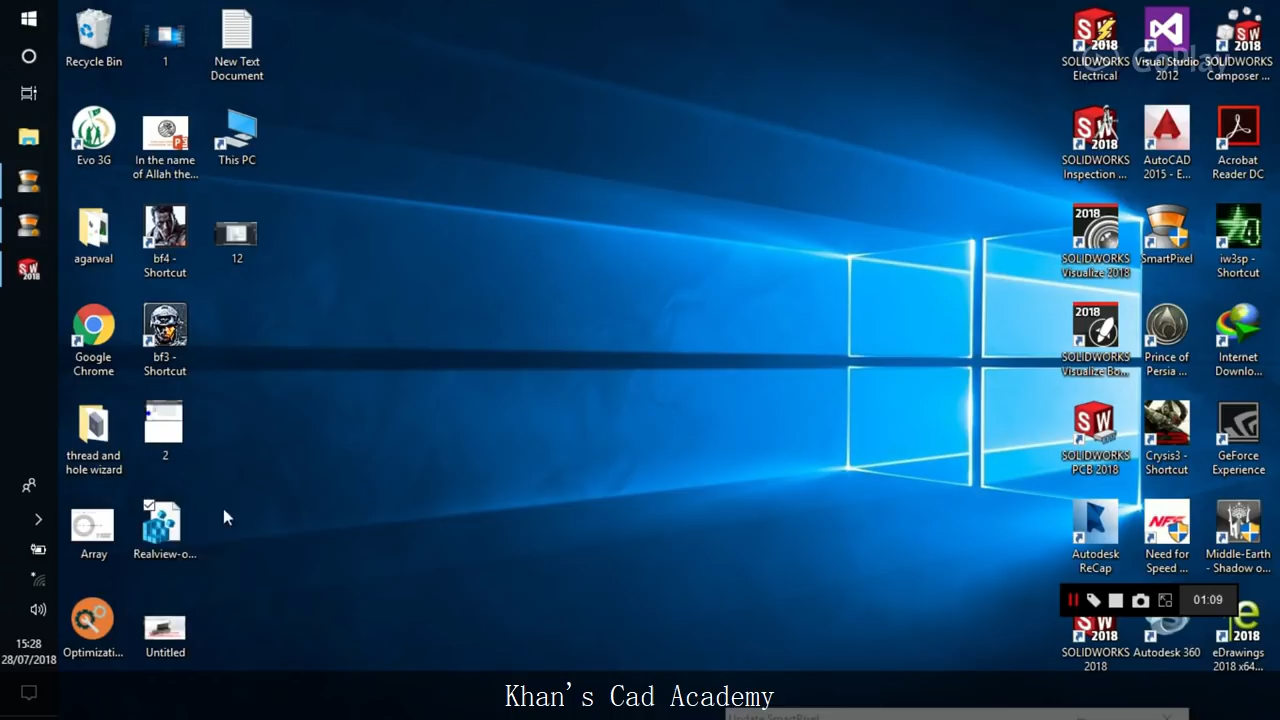 Recycle Bin
1
New Text
Document
Evo 3G
In the name
of Allah the...
This PC
agarwal
bf4 -
Shortcut
12
Google
Chrome
bf3 -
Shortcut
thread and
hole wizard
2
Array
Realview-o...
Optimizati...
Untitled
15:28
28/07/2018
SOLIDWORKS
Electrical
Visual Studio
2012
SOLIDWORKS
Composer ...
GoPlay
SOLIDWORKS
Inspection ...
AutoCAD
2015 - E...
Acrobat
Reader DC
SOLIDWORKS
Visualize 2018
SmartPixel
iw3sp -
Shortcut
SOLIDWORKS
Visualize Bo...
Prince of
Persia ...
Internet
Downlo...
SOLIDWORKS
PCB 2018
Crysis3 -
Shortcut
GeForce
Experience
Autodesk
ReCap
Need for
Speed ...
Middle-Earth
- Shadow o...
01:09
SOLIDWORKS
2018
Autodesk 360
eDrawings
2018 x64...
Khan's Cad Academy
Update SmartPixel